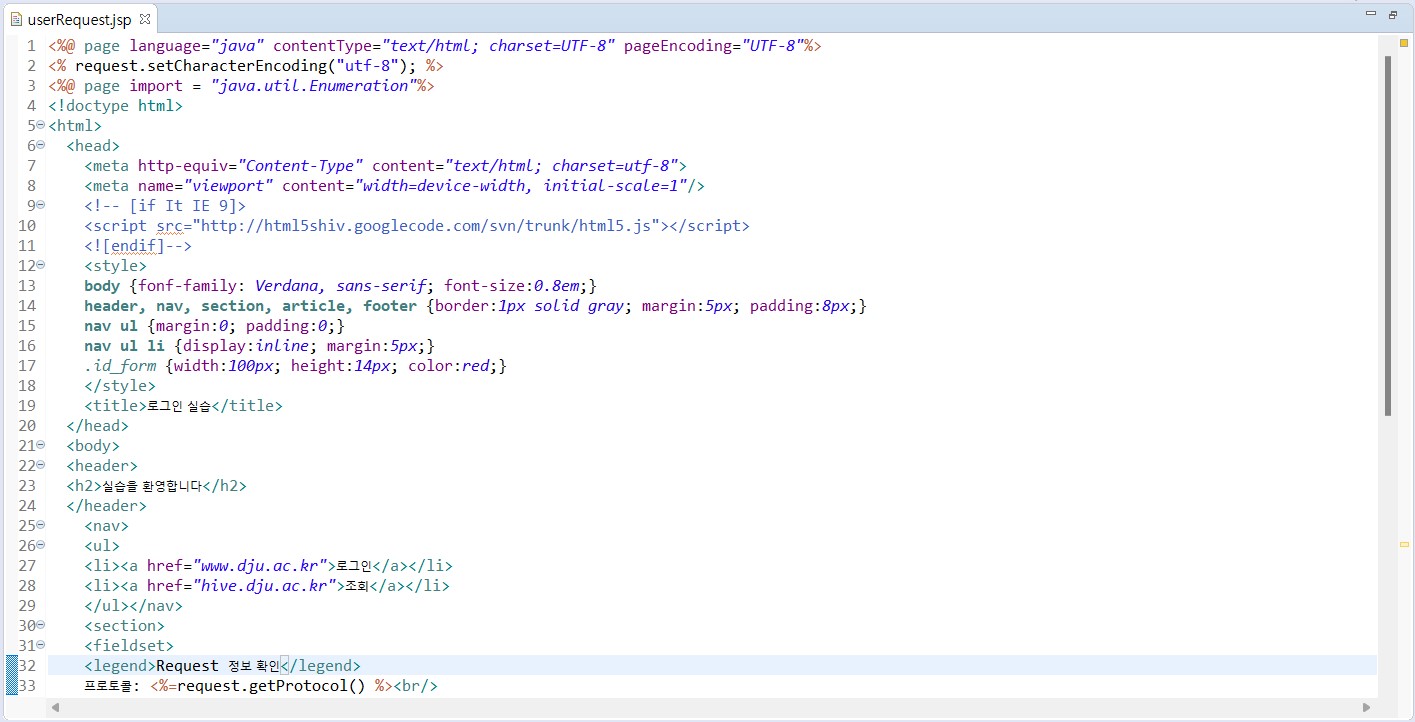 userRequest.jsp
1 <%@ page language="java" contentType="text/html; charset=UTF-8" pageEncoding="UTF-8"%>
2 <% request.setCharacterEncoding("utf-8"); %>
3 <%@ page import = "java.util.Enumeration"%>
4 <!doctype html>
5 <html>
6 <head>
7 <meta http-equiv="Content-Type" content="text/html; charset=utf-8">
8 <meta name="viewport" content="width=device-width, initial-scale=1"/>
9 <!-- [if It IE 9]>
10 <script src="http://html5shiv.googlecode.com/svn/trunk/html5.js"></script>
11 <![endif]-->
12 <style>
13 body {fonf-family: Verdana, sans-serif; font-size:0.8em;}
14 header, nav, section, article, footer {border:1px solid gray; margin:5px; padding:8px;}
15 nav ul {margin:0; padding:0;}
16 nav ul li {display:inline; margin:5px;}
17 .id_form {width:100px; height:14px; color:red;}
18 </style>
19 <title>로그인 실습</title>
20 </head>
21 <body>
22 <header>
23 <h2>실습을 환영합니다</h2>
24 </header>
25 <nav>
26 <ul>
27 <li><a href="www.dju.ac.kr">로그인</a></li>
28 <li><a href="hive.dju.ac.kr">조회</a></li>
29 </ul></nav>
30 <section>
31 <fieldset>
32 <legend>Request 정보 확인</legend>
33 프로토콜: <%=request.getProtocol() %><br/>